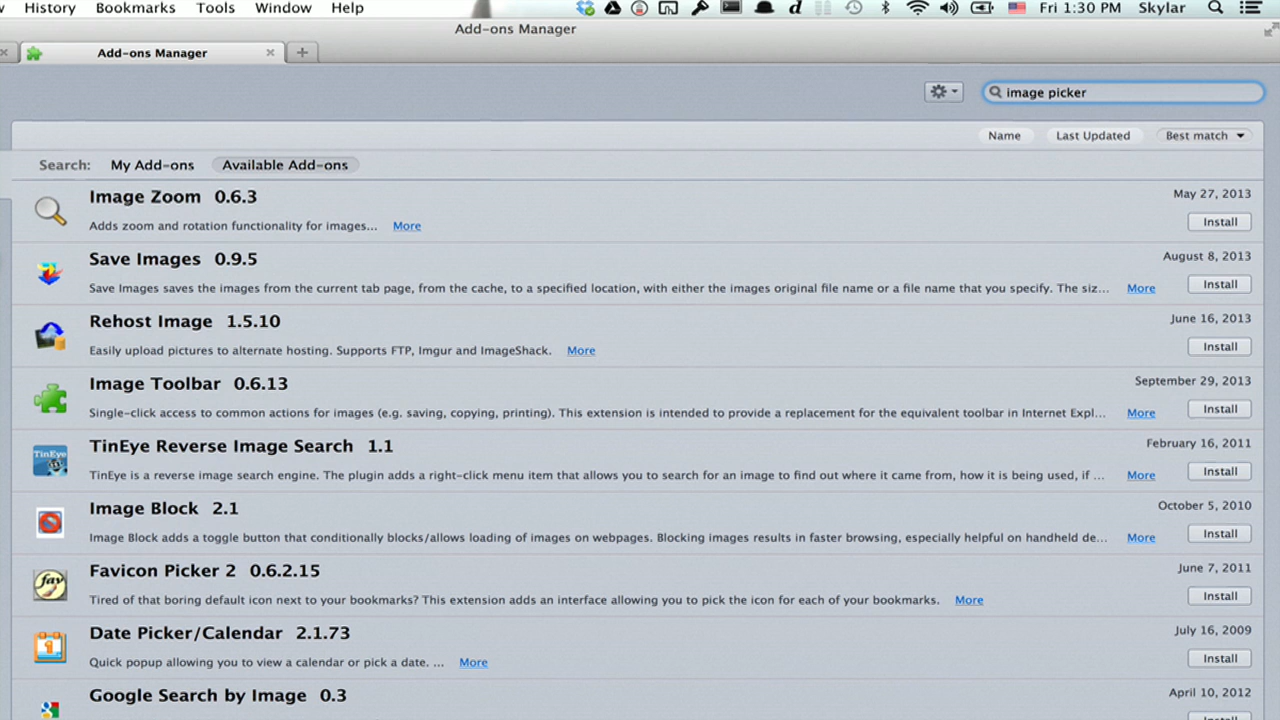 History Bookmarks Tools Window Help Fri 1:30 PM Skylar
Add-ons Manager
Add-ons Manager
image picker
Name Last Updated Best match
Search: My Add-ons Available Add-ons
Image Zoom 0.6.3 May 27, 2013
Adds zoom and rotation functionality for images... More Install
Save Images 0.9.5 August 8, 2013
Save Images saves the images from the current tab page, from the cache, to a specified location, with either the images original file name or a file name that you specify. The siz... More Install
Rehost Image 1.5.10 June 16, 2013
Easily upload pictures to alternate hosting. Supports FTP, Imgur and ImageShack. More Install
Image Toolbar 0.6.13 September 29, 2013
Single-click access to common actions for images (e.g. saving, copying, printing). This extension is intended to provide a replacement for the equivalent toolbar in Internet Expl... More Install
TinEye Reverse Image Search 1.1 February 16, 2011
TinEye
TinEye is a reverse image search engine. The plugin adds a right-click menu item that allows you to search for an image to find out where it came from, how it is being used, if ... More Install
Image Block 2.1 October 5, 2010
Image Block adds a toggle button that conditionally blocks/allows loading of images on webpages. Blocking images results in faster browsing, especially helpful on handheld de... More Install
Favicon Picker 2 0.6.2.15 June 7, 2011
fav
Tired of that boring default icon next to your bookmarks? This extension adds an interface allowing you to pick the icon for each of your bookmarks. More Install
Date Picker/Calendar 2.1.73 July 16, 2009
Quick popup allowing you to view a calendar or pick a date. ... More Install
Google Search by Image 0.3 April 10, 2012
Install